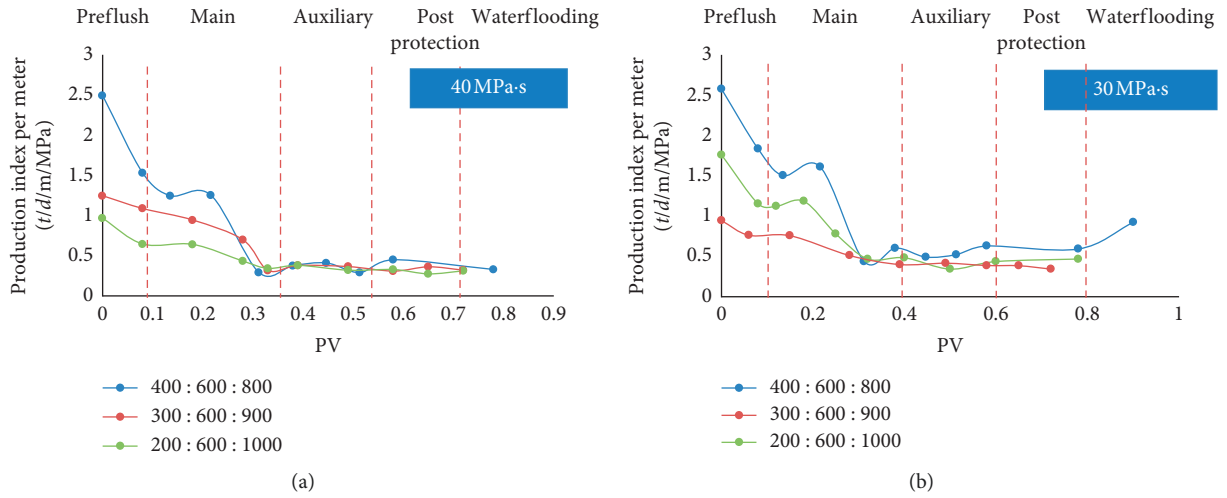 Preflush Main Auxiliary Post Waterflooding
protection
40 MPa·s
Production index per meter
(t/d/m/MPa)
3
2.5
2
1.5
1
0.5
0
0 0.1 0.2 0.3 0.4 0.5 0.6 0.7 0.8 0.9
PV
400 : 600 : 800
300 : 600 : 900
200 : 600 : 1000
(a)
Preflush Main Auxiliary Post Waterflooding
protection
30 MPa·s
Production index per meter
(t/d/m/MPa)
3
2.5
2
1.5
1
0.5
0
0 0.2 0.4 0.6 0.8 1
PV
400 : 600 : 800
300 : 600 : 900
200 : 600 : 1000
(b)